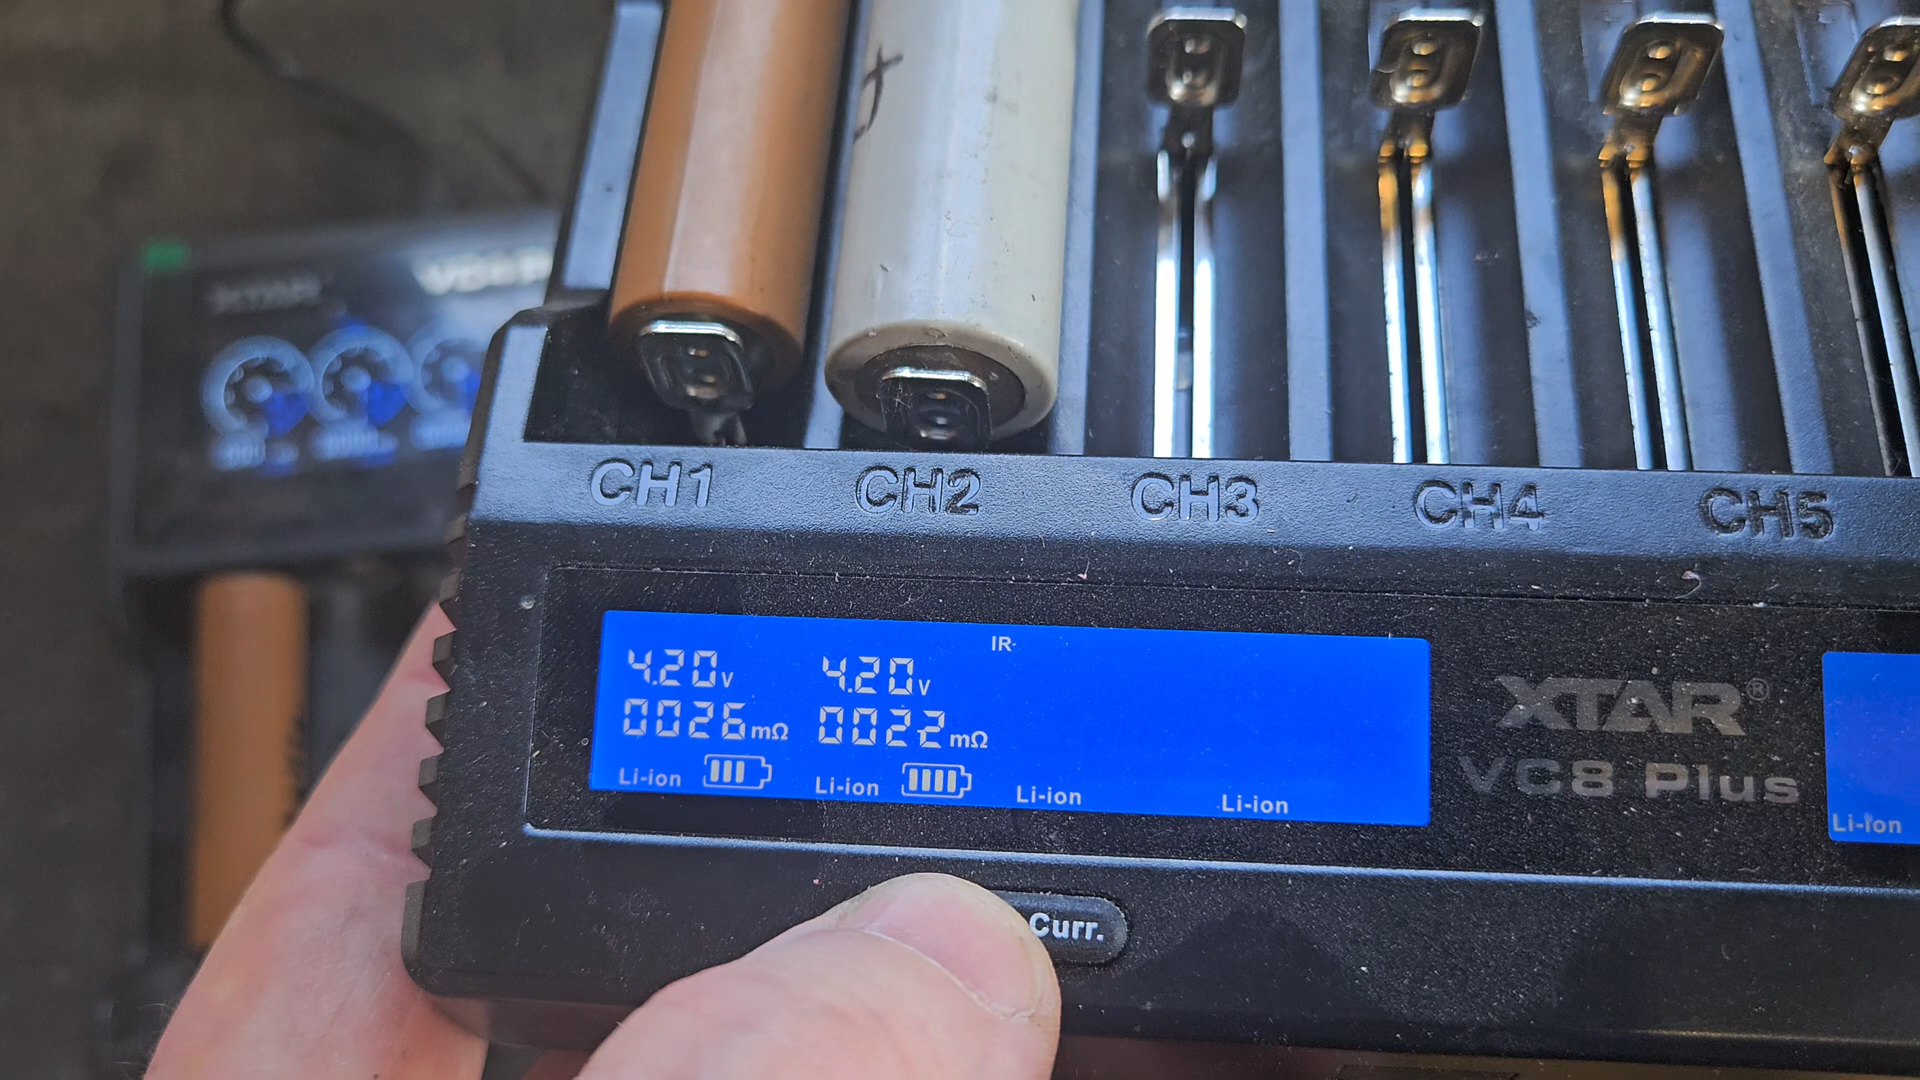 XTAR
CH1 CH2 CH3 CH4 CH5
IR
4.20V 4.20V
0026mΩ 0022mΩ
Li-ion Li-ion Li-ion Li-ion
XTAR®
VC8 Plus
Li-ion
Curr.